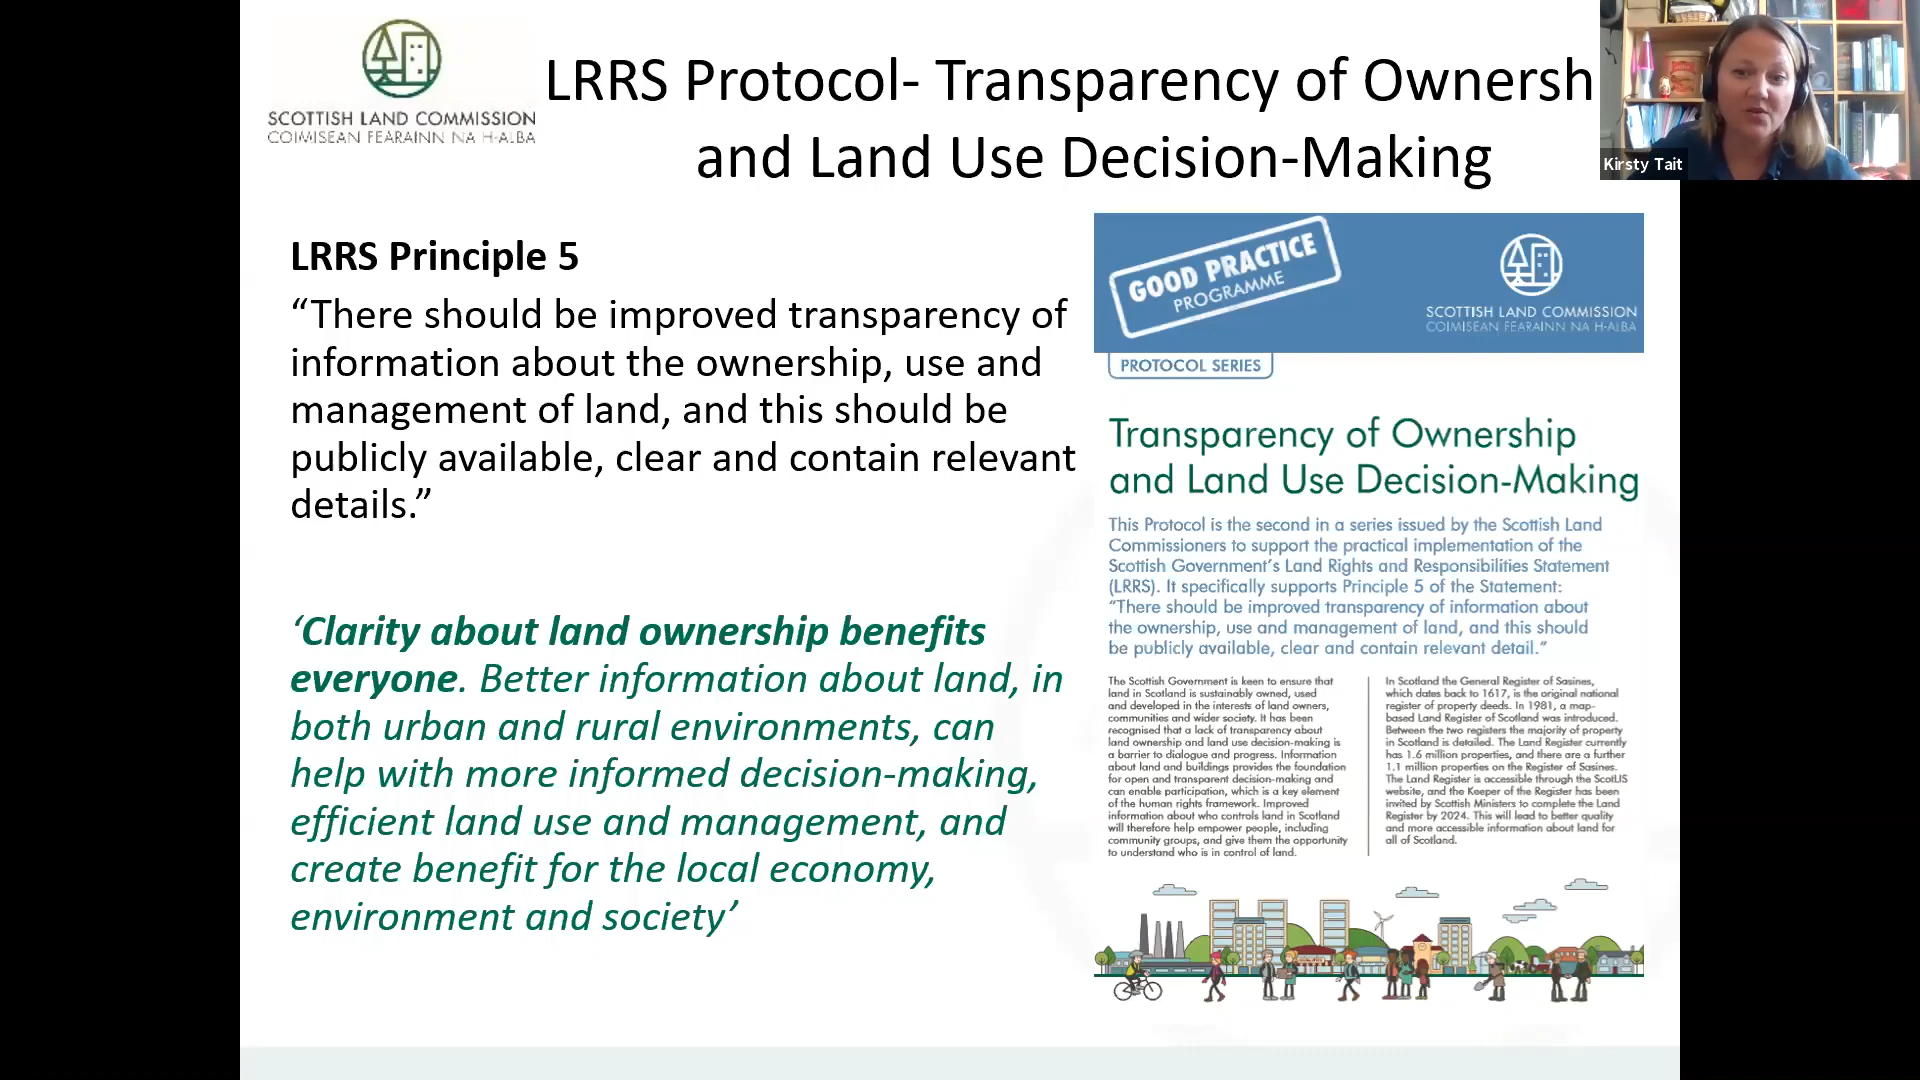 SCOTTISH LAND COMMISSION
COIMISEAN FEARAINN NA H-ALBA
LRRS Protocol- Transparency of Ownersh
and Land Use Decision-Making
Kirsty Tait
LRRS Principle 5
“There should be improved transparency of
information about the ownership, use and
management of land, and this should be
publicly available, clear and contain relevant
details.”
‘Clarity about land ownership benefits
everyone. Better information about land, in
both urban and rural environments, can
help with more informed decision-making,
efficient land use and management, and
create benefit for the local economy,
environment and society’
GOOD PRACTICE
PROGRAMME
SCOTTISH LAND COMMISSION
COIMISEAN FEARAINN NA H-ALBA
PROTOCOL SERIES
Transparency of Ownership
and Land Use Decision-Making
This Protocol is the second in a series issued by the Scottish Land
Commissioners to support the practical implementation of the
Scottish Government’s Land Rights and Responsibilities Statement
(LRRS). It specifically supports Principle 5 of the Statement:
“There should be improved transparency of information about
the ownership, use and management of land, and this should
be publicly available, clear and contain relevant detail.”
The Scottish Government is keen to ensure that
land in Scotland is sustainably owned, used
and developed in the interests of land owners,
communities and wider society. It has been
recognised that a lack of transparency about
land ownership and land use decision-making is
a barrier to dialogue and progress. Information
about land and buildings provides the foundation
for open and transparent decision-making and
can enable participation, which is a key element
of the human rights framework. Improved
information about who controls land in Scotland
will therefore help empower people, including
community groups, and give them the opportunity
to understand who is in control of land.
In Scotland the General Register of Sasines,
which dates back to 1617, is the original national
register of property deeds. In 1981, a map-
based Land Register of Scotland was introduced.
Between the two registers the majority of property
in Scotland is detailed. The Land Register currently
has 1.6 million properties, and there are a further
1.1 million properties on the Register of Sasines.
The Land Register is accessible through the ScotLIS
website, and the Keeper of the Register has been
invited by Scottish Ministers to complete the Land
Register by 2024. This will lead to better quality
and more accessible information about land for
all of Scotland.